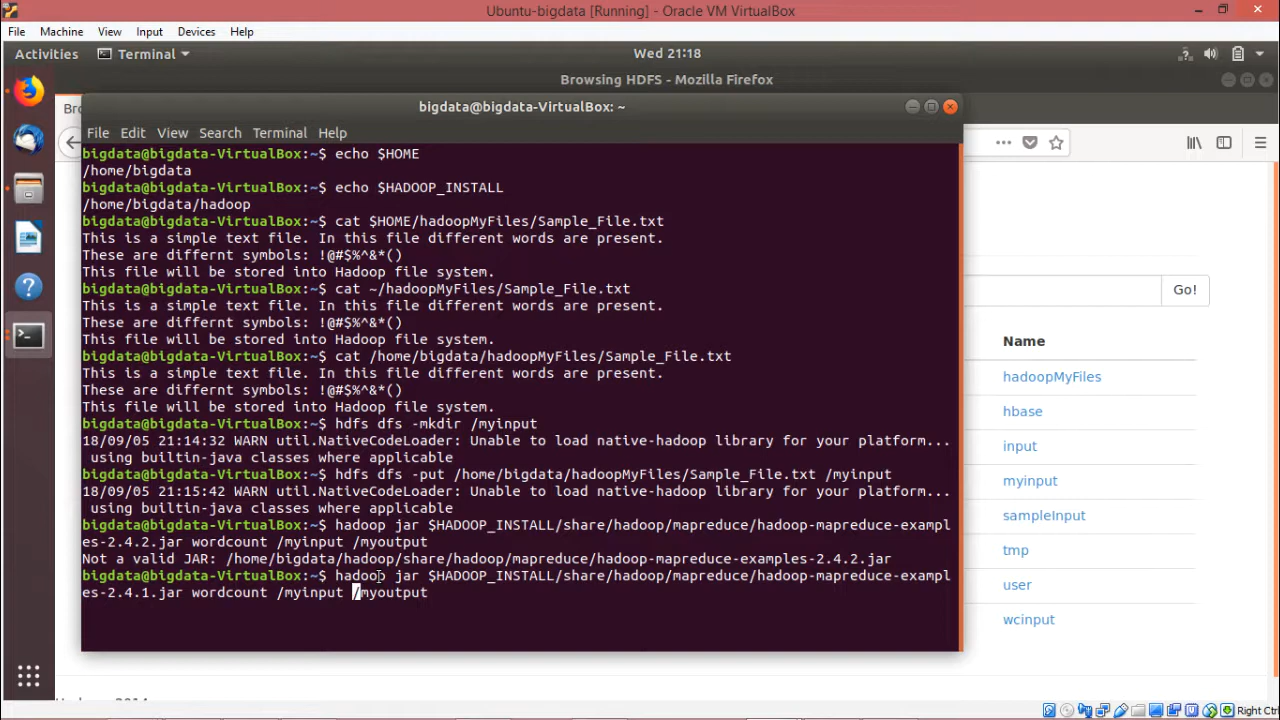 Ubuntu-bigdata [Running] - Oracle VM VirtualBox
File Machine View Input Devices Help
Activities Terminal Wed 21:18
Browsing HDFS - Mozilla Firefox
Bro
bigdata@bigdata-VirtualBox: ~
File Edit View Search Terminal Help
bigdata@bigdata-VirtualBox:~$ echo $HOME
/home/bigdata
bigdata@bigdata-VirtualBox:~$ echo $HADOOP_INSTALL
/home/bigdata/hadoop
bigdata@bigdata-VirtualBox:~$ cat $HOME/hadoopMyFiles/Sample_File.txt
This is a simple text file. In this file different words are present.
These are differnt symbols: !@#$%^&*()
This file will be stored into Hadoop file system.
bigdata@bigdata-VirtualBox:~$ cat ~/hadoopMyFiles/Sample_File.txt
This is a simple text file. In this file different words are present.
These are differnt symbols: !@#$%^&*()
This file will be stored into Hadoop file system.
bigdata@bigdata-VirtualBox:~$ cat /home/bigdata/hadoopMyFiles/Sample_File.txt
This is a simple text file. In this file different words are present.
These are differnt symbols: !@#$%^&*()
This file will be stored into Hadoop file system.
bigdata@bigdata-VirtualBox:~$ hdfs dfs -mkdir /myinput
18/09/05 21:14:32 WARN util.NativeCodeLoader: Unable to load native-hadoop library for your platform...
using builtin-java classes where applicable
bigdata@bigdata-VirtualBox:~$ hdfs dfs -put /home/bigdata/hadoopMyFiles/Sample_File.txt /myinput
18/09/05 21:15:42 WARN util.NativeCodeLoader: Unable to load native-hadoop library for your platform...
using builtin-java classes where applicable
bigdata@bigdata-VirtualBox:~$ hadoop jar $HADOOP_INSTALL/share/hadoop/mapreduce/hadoop-mapreduce-exampl
es-2.4.2.jar wordcount /myinput /myoutput
Not a valid JAR: /home/bigdata/hadoop/share/hadoop/mapreduce/hadoop-mapreduce-examples-2.4.2.jar
bigdata@bigdata-VirtualBox:~$ hadoop jar $HADOOP_INSTALL/share/hadoop/mapreduce/hadoop-mapreduce-exampl
es-2.4.1.jar wordcount /myinput /myoutput
Go!
Name
hadoopMyFiles
hbase
input
myinput
sampleInput
tmp
user
wcinput
Right Ctrl